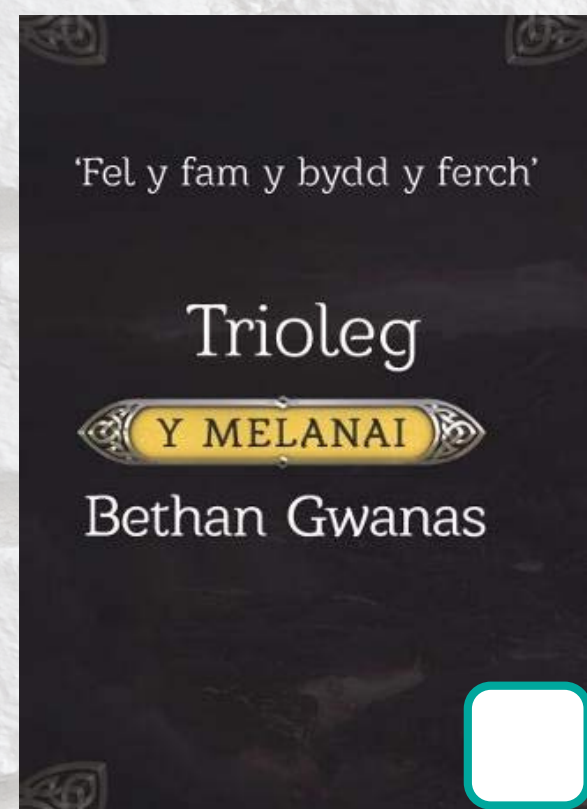 ‘Fel y fam y bydd y ferch’
Trioleg
Y MELANAI
Bethan Gwanas